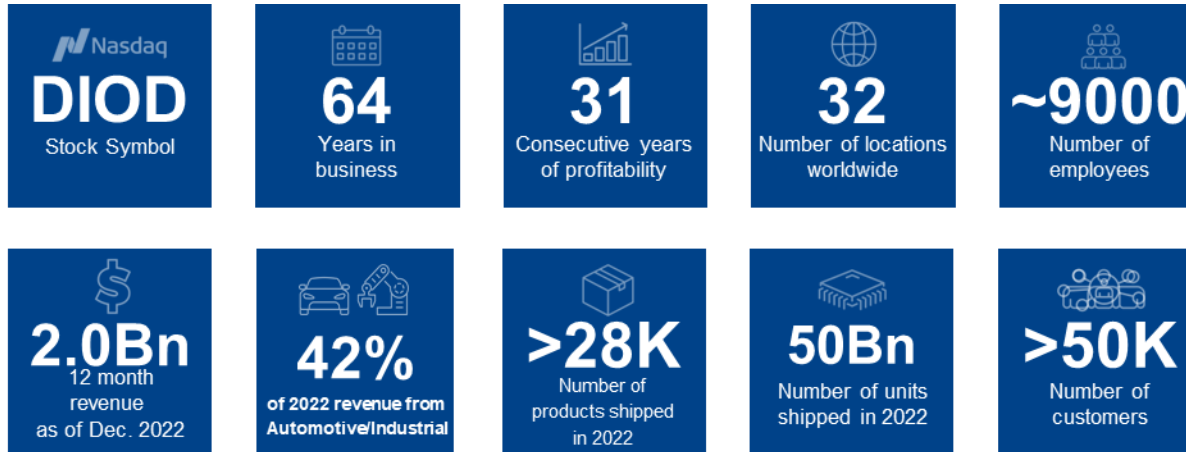 Nasdaq
DIOD
Stock Symbol
64
Years in
business
31
Consecutive years
of profitability
32
Number of locations
worldwide
~9000
Number of
employees
2.0Bn
12 month
revenue
as of Dec. 2022
42%
of 2022 revenue from
Automotive/Industrial
>28K
Number of
products shipped
in 2022
50Bn
Number of units
shipped in 2022
>50K
Number of
customers